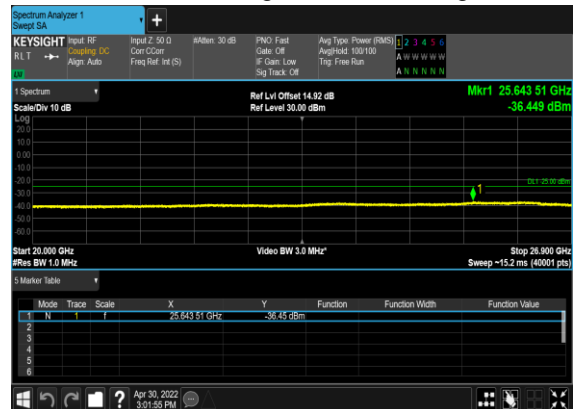 Spectrum Analyzer 1
Swept SA
KEYSIGHT Input: RF Input Z: 50 Ω #Atten: 30 dB PNO: Fast Avg Type: Power (RMS) 1 2 3 4 5 6
RLT Coupling: DC Corr CCorr Gate: Off Avg|Hold: 100/100 A W W W W W
Align: Auto Freq Ref: Int (S) IF Gain: Low Trig: Free Run
Sig Track: Off A N N N N N
1 Spectrum Ref Lvl Offset 14.92 dB Mkr1 25.643 51 GHz
Scale/Div 10 dB Ref Level 30.00 dBm -36.449 dBm
Log
20.0
10.0
0.00
-10.0
-20.0
DL1 -25.00 dBm
1
-30.0
-40.0
-50.0
-60.0
Start 20.000 GHz Video BW 3.0 MHz* Stop 26.900 GHz
#Res BW 1.0 MHz Sweep ~15.2 ms (40001 pts)
5 Marker Table
Mode Trace Scale X Y Function Function Width Function Value
1 N 1 f 25.643 51 GHz -36.45 dBm
2
3
4
5
6
? Apr 30, 2022
3:01:55 PM